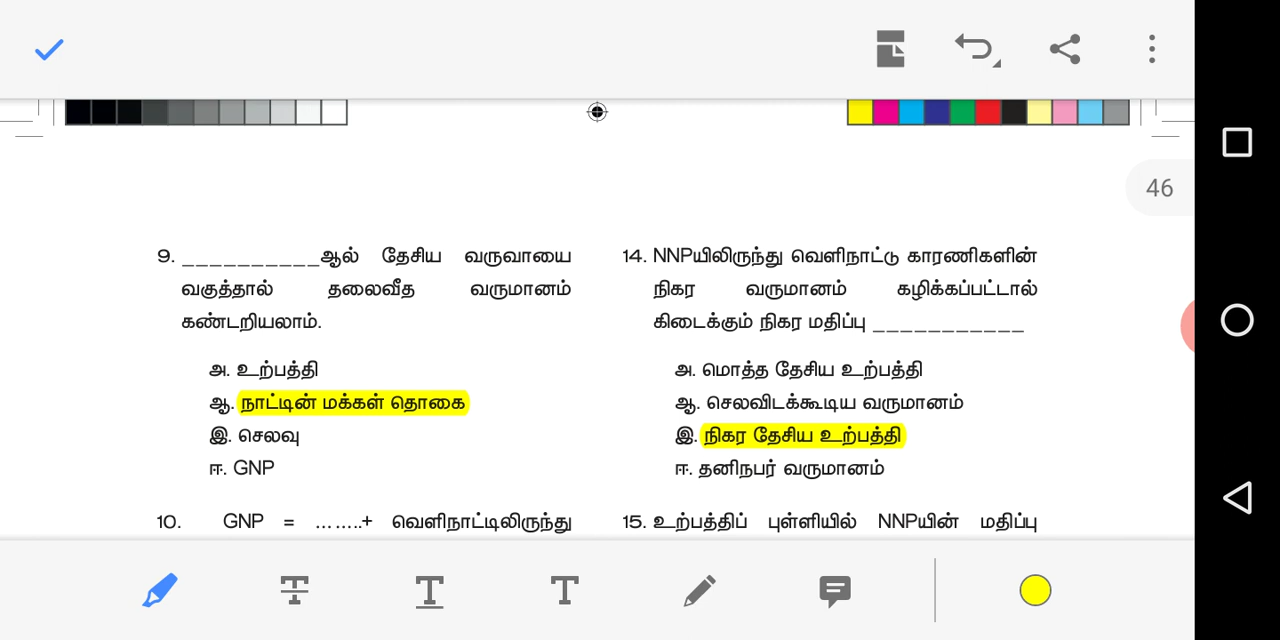 46
9. __________ஆல் தேசிய வருவாயை
வகுத்தால் தலைவீத வருமானம்
கண்டறியலாம்.
அ. உற்பத்தி
ஆ. நாட்டின் மக்கள் தொகை
இ. செலவு
ஈ. GNP
10. GNP = ........+ வெளிநாட்டிலிருந்து
14. NNPயிலிருந்து வெளிநாட்டு காரணிகளின்
நிகர வருமானம் கழிக்கப்பட்டால்
கிடைக்கும் நிகர மதிப்பு ___________
அ. மொத்த தேசிய உற்பத்தி
ஆ. செலவிடக்கூடிய வருமானம்
இ. நிகர தேசிய உற்பத்தி
ஈ. தனிநபர் வருமானம்
15. உற்பத்திப் புள்ளியில் NNPயின் மதிப்பு